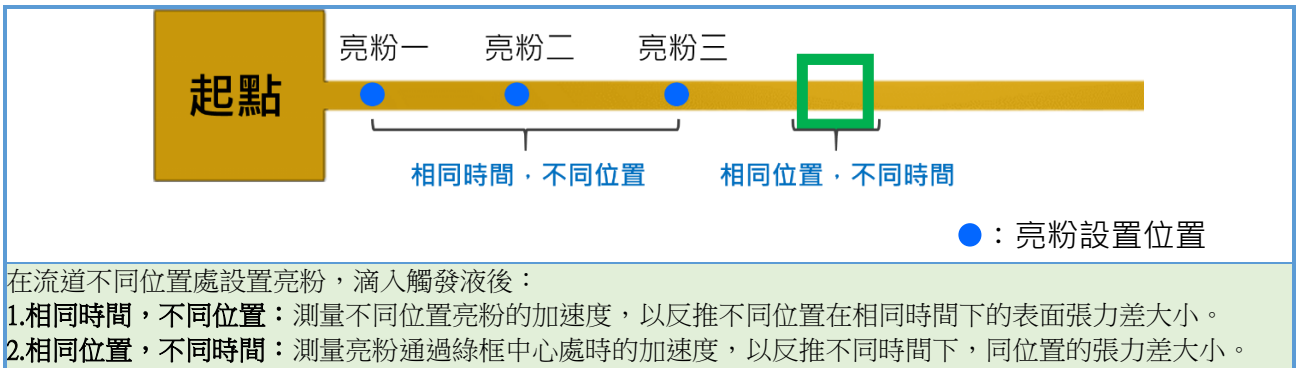 亮粉一 亮粉二 亮粉三
起點
相同時間，不同位置 相同位置，不同時間
：亮粉設置位置
在流道不同位置處設置亮粉，滴入觸發液後：
1.相同時間，不同位置：測量不同位置亮粉的加速度，以反推不同位置在相同時間下的表面張力差大小。
2.相同位置，不同時間：測量亮粉通過綠框中心處時的加速度，以反推不同時間下，同位置的張力差大小。